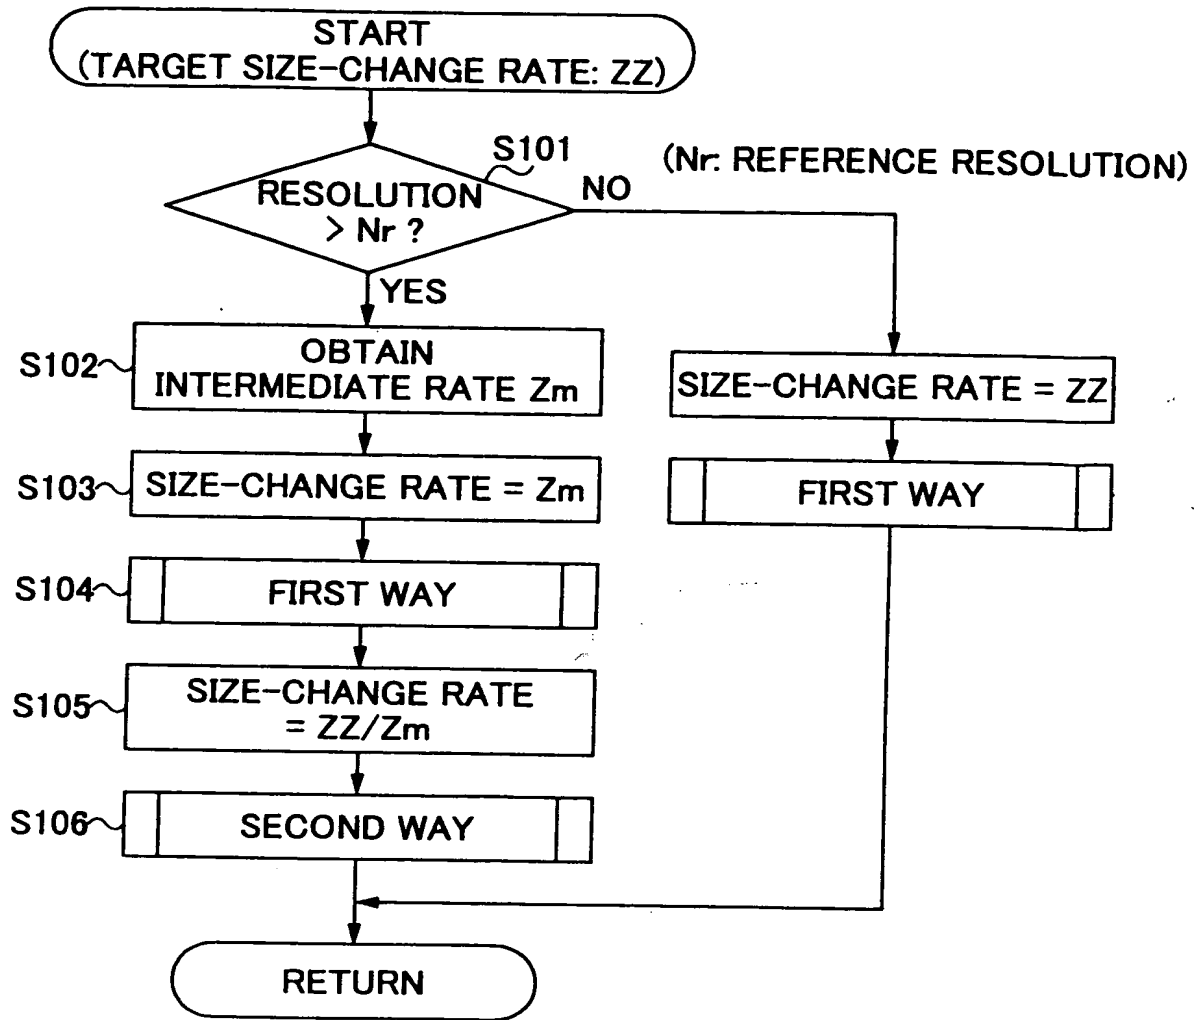 START
(TARGET SIZE-CHANGE RATE: ZZ)
S101
(Nr: REFERENCE RESOLUTION)
RESOLUTION
> Nr ?
NO
YES
S102
OBTAIN
INTERMEDIATE RATE Zm
SIZE-CHANGE RATE = ZZ
S103
SIZE-CHANGE RATE = Zm
FIRST WAY
S104
FIRST WAY
S105
SIZE-CHANGE RATE
= ZZ/Zm
S106
SECOND WAY
RETURN